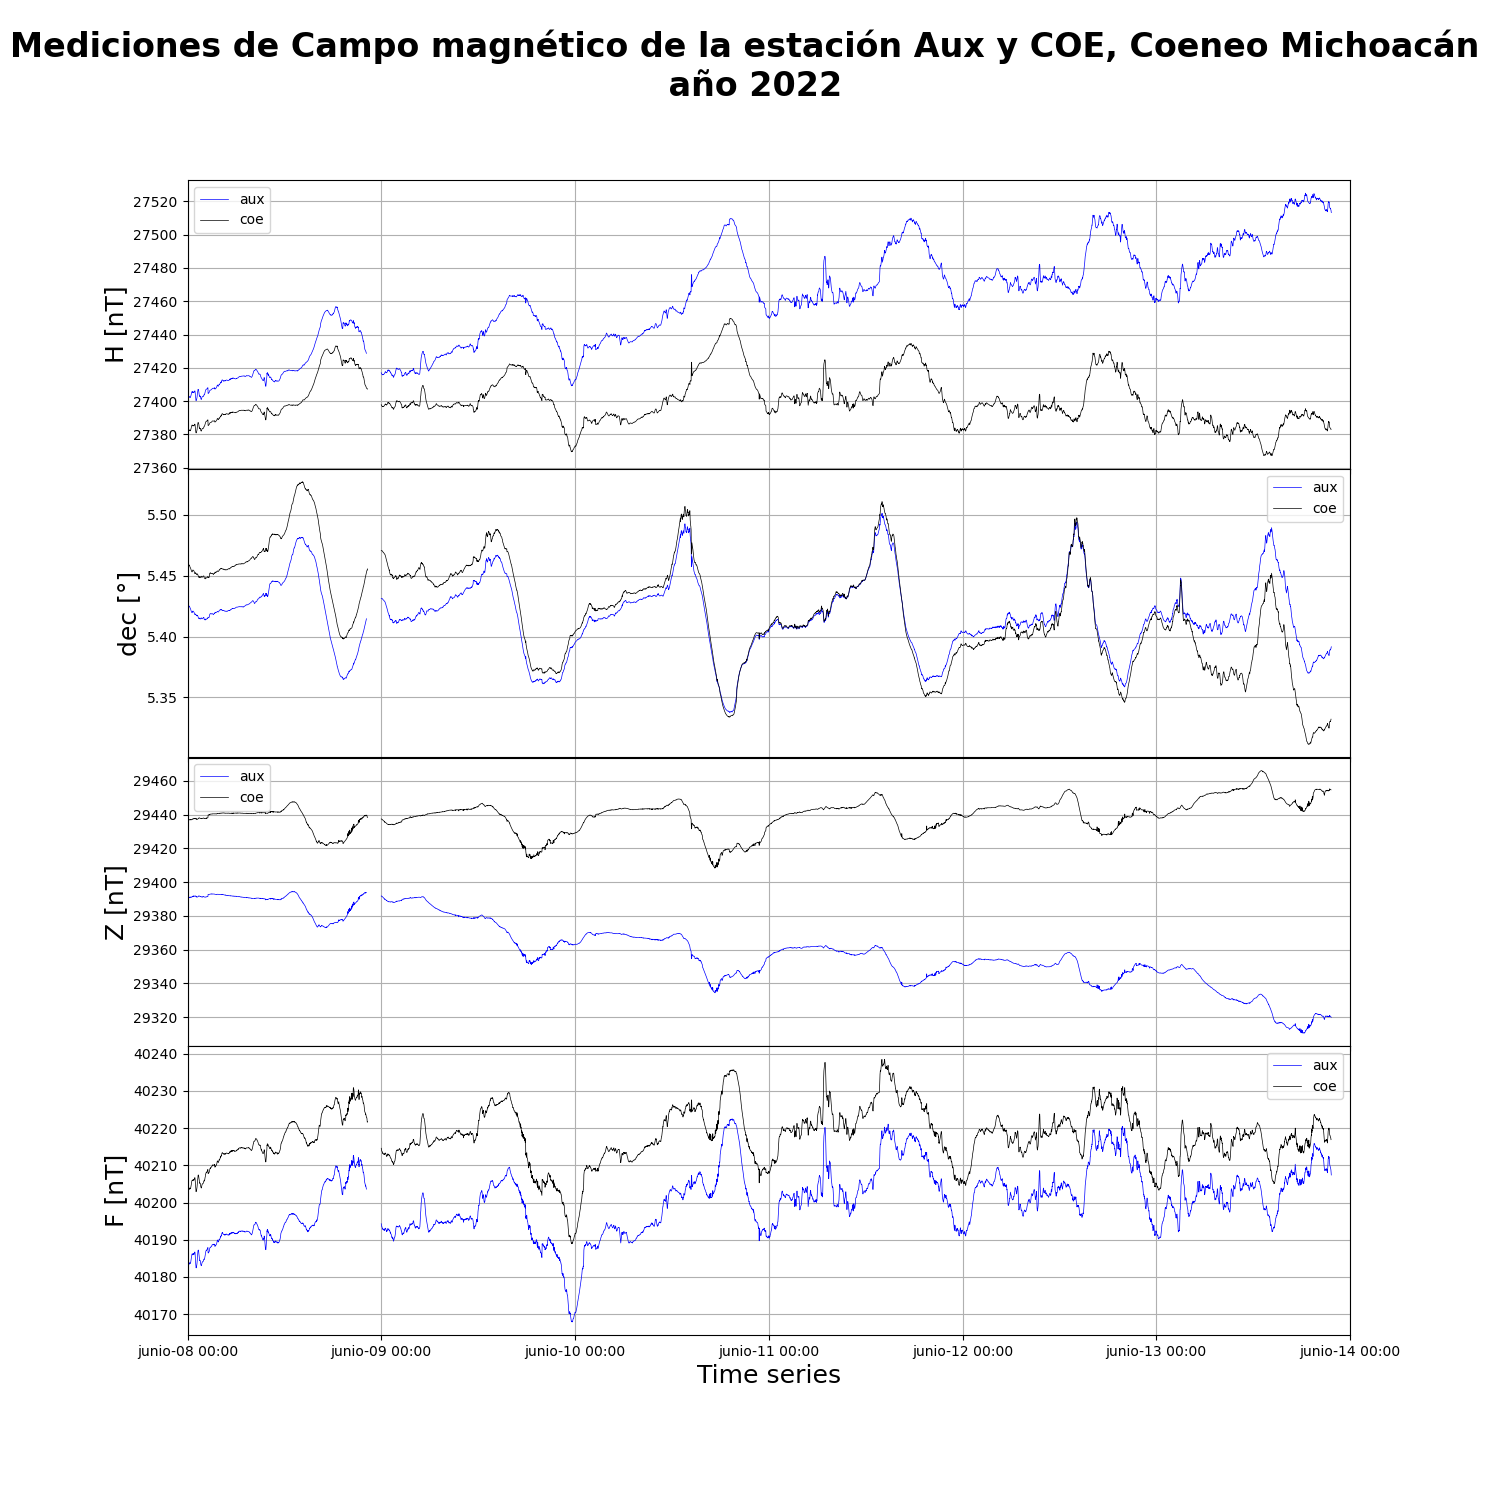 Mediciones de Campo magnético de la estación Aux y COE, Coeneo Michoacán
año 2022
27520
27500
27480
27460
27440
27420
27400
27380
27360
H [nT]
aux
coe
5.50
5.45
5.40
5.35
dec [°]
aux
coe
29460
29440
29420
29400
29380
29360
29340
29320
Z [nT]
aux
coe
40240
40230
40220
40210
40200
40190
40180
40170
F [nT]
aux
coe
junio-08 00:00 junio-09 00:00 junio-10 00:00 junio-11 00:00 junio-12 00:00 junio-13 00:00 junio-14 00:00
Time series